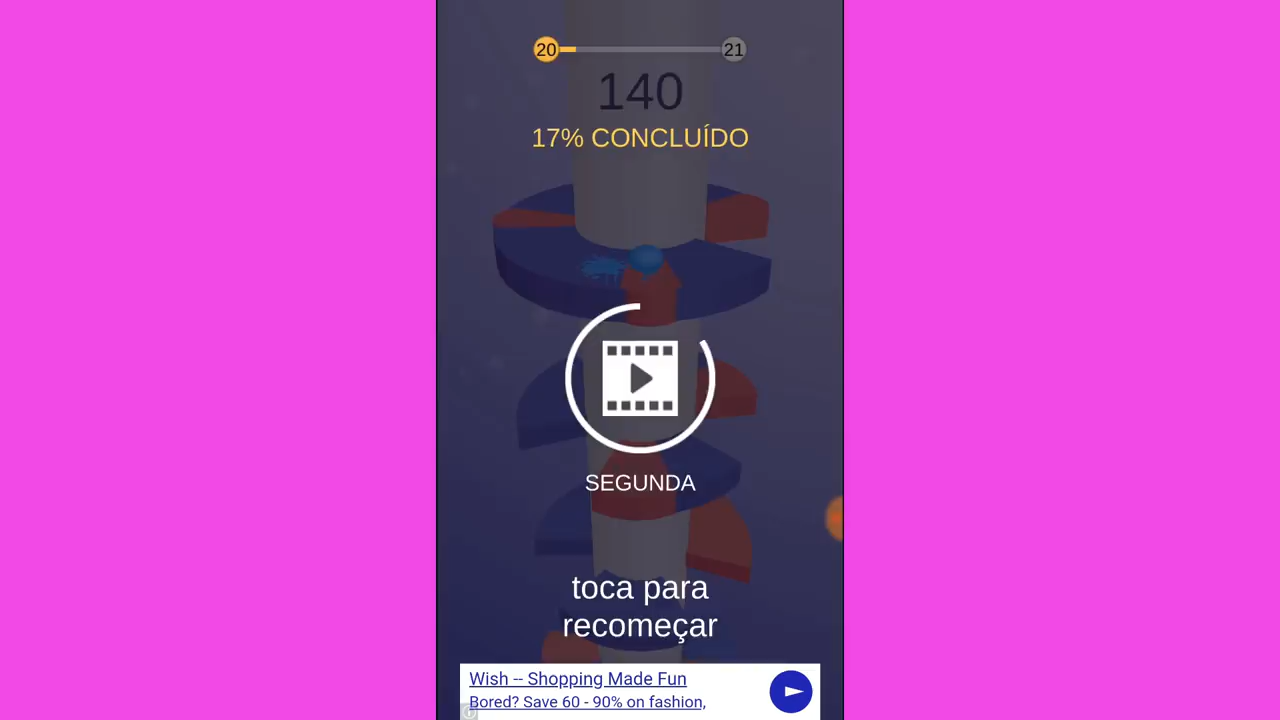 20 21
140
17% CONCLUÍDO
SEGUNDA
toca para
recomeçar
Wish -- Shopping Made Fun
Bored? Save 60 - 90% on fashion,